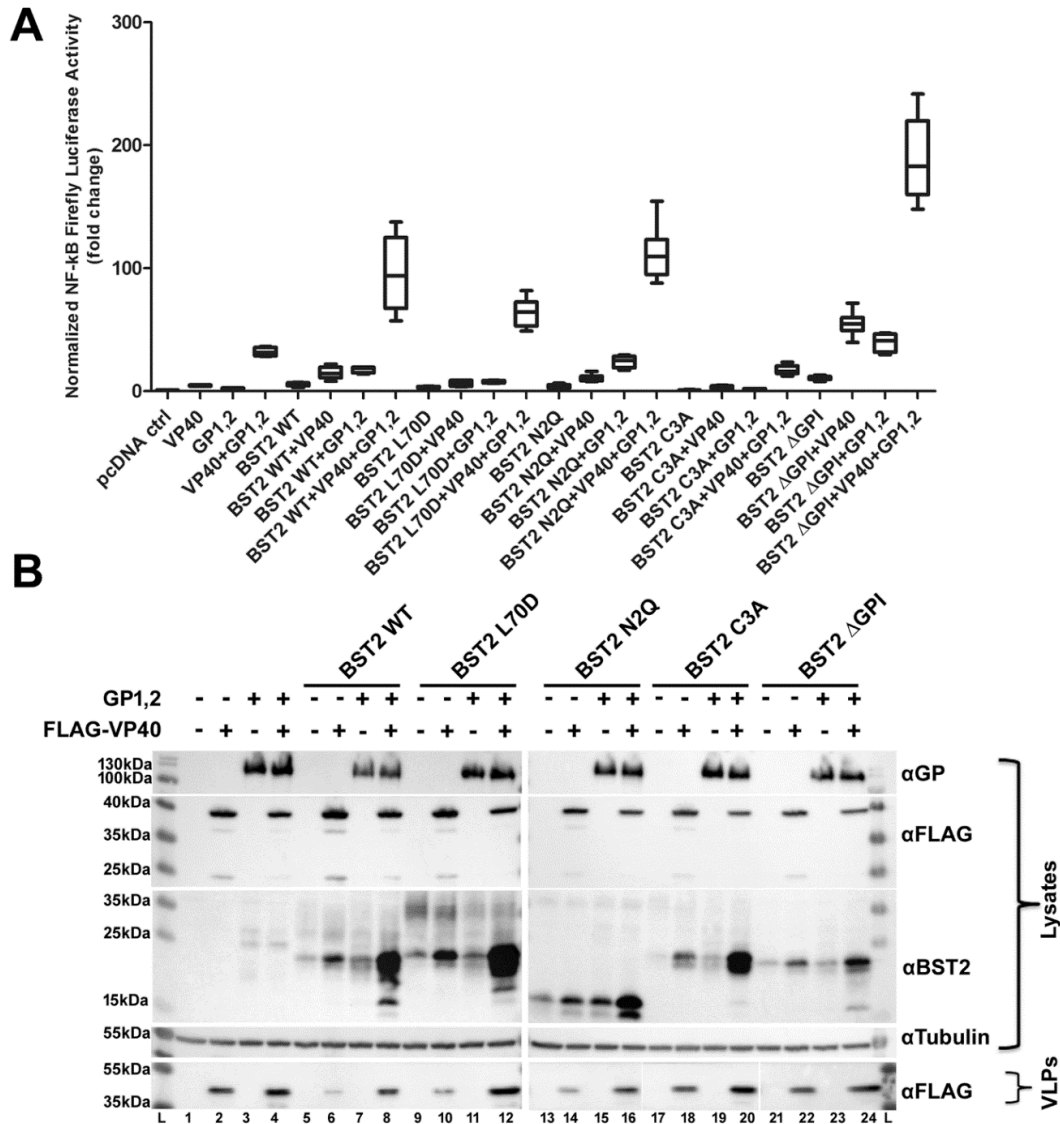 A
Normalized NF-kB Firefly Luciferase Activity
(fold change)
300
200
100
0
pcDNA ctrl
VP40
GP1,2
VP40+GP1,2
BST2 WT
BST2 WT+VP40
BST2 WT+GP1,2
BST2 WT+VP40+GP1,2
BST2 L70D
BST2 L70D+VP40
BST2 L70D+GP1,2
BST2 L70D+VP40+GP1,2
BST2 N2Q
BST2 N2Q+VP40
BST2 N2Q+GP1,2
BST2 N2Q+VP40+GP1,2
BST2 C3A
BST2 C3A+VP40
BST2 C3A+GP1,2
BST2 C3A+VP40+GP1,2
BST2 ΔGPI
BST2 ΔGPI+VP40
BST2 ΔGPI+GP1,2
BST2 ΔGPI+VP40+GP1,2
B
BST2 WT
BST2 L70D
BST2 N2Q
BST2 C3A
BST2 ΔGPI
GP1,2 - - + + - - + + - - + + - - + + - - + + - - + +
FLAG-VP40 - + - + - + - + - + - + - + - + - + - + - + - +
130kDa
100kDa
αGP
40kDa
35kDa
25kDa
αFLAG
35kDa
25kDa
15kDa
αBST2
55kDa
αTubulin
Lysates
55kDa
35kDa
αFLAG
VLPs
L 1 2 3 4 5 6 7 8 9 10 11 12 13 14 15 16 17 18 19 20 21 22 23 24 L